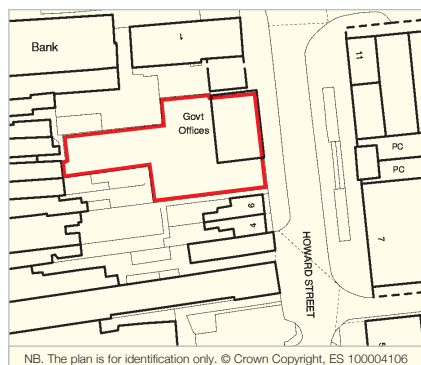 Bank
1
11
Govt
Offices
PC
PC
6
4
7
HOWARD STREET
5
NB. The plan is for identification only. © Crown Copyright, ES 100004106